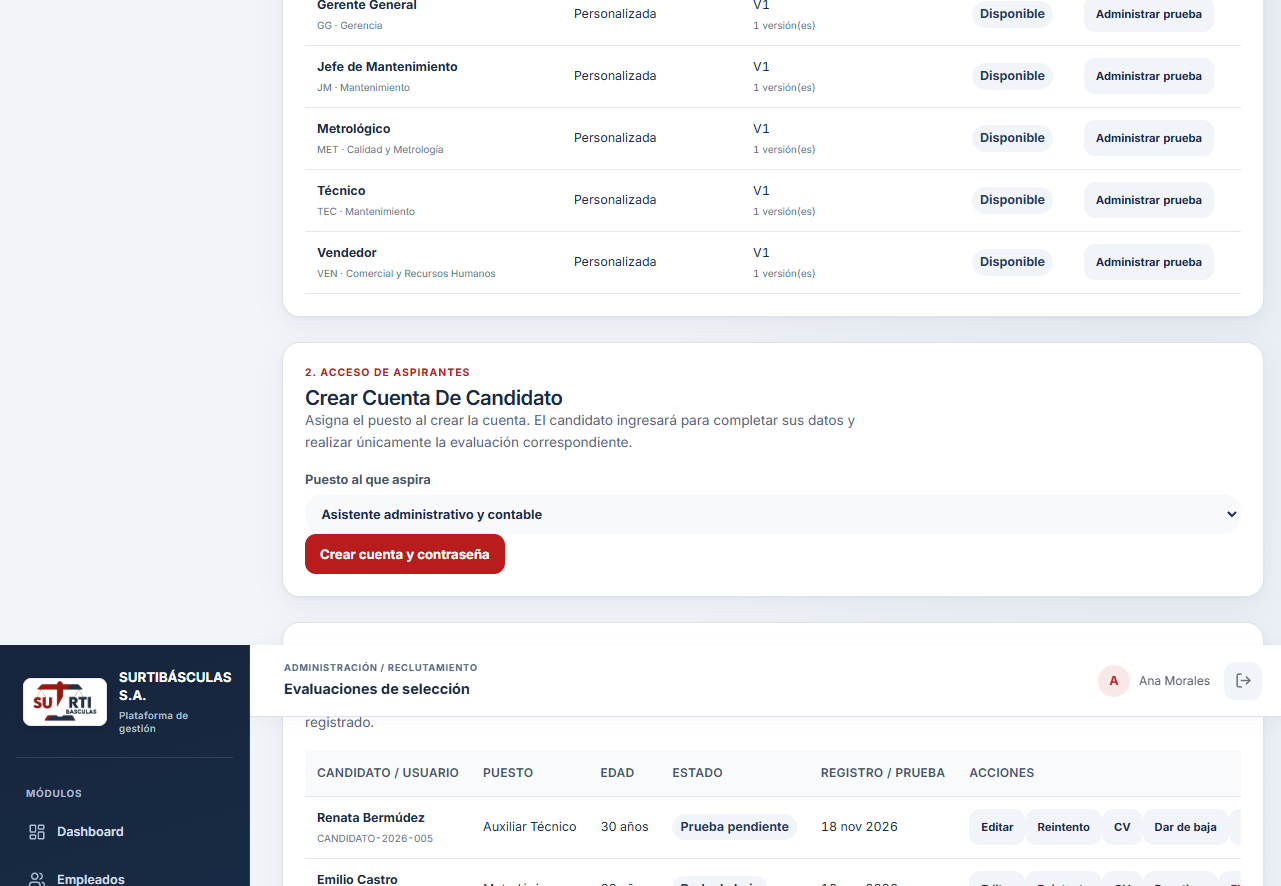 Gerente General
GG · Gerencia
Personalizada
V1
1 versión(es)
Disponible
Administrar prueba
Jefe de Mantenimiento
JM · Mantenimiento
Personalizada
V1
1 versión(es)
Disponible
Administrar prueba
Metrológico
MET · Calidad y Metrología
Personalizada
V1
1 versión(es)
Disponible
Administrar prueba
Técnico
TEC · Mantenimiento
Personalizada
V1
1 versión(es)
Disponible
Administrar prueba
Vendedor
VEN · Comercial y Recursos Humanos
Personalizada
V1
1 versión(es)
Disponible
Administrar prueba
2. ACCESO DE ASPIRANTES
Crear Cuenta De Candidato
Asigna el puesto al crear la cuenta. El candidato ingresará para completar sus datos y
realizar únicamente la evaluación correspondiente.
Puesto al que aspira
Asistente administrativo y contable
Crear cuenta y contraseña
SURTI
BASCULAS
SURTIBÁSCULAS
S.A.
Plataforma de
gestión
MÓDULOS
Dashboard
Empleados
ADMINISTRACIÓN / RECLUTAMIENTO
Evaluaciones de selección
A
Ana Morales
registrado.
CANDIDATO / USUARIO
PUESTO
EDAD
ESTADO
REGISTRO / PRUEBA
ACCIONES
Renata Bermúdez
CANDIDATO-2026-005
Auxiliar Técnico
30 años
Prueba pendiente
18 nov 2026
Editar
Reintento
CV
Dar de baja
Emilio Castro